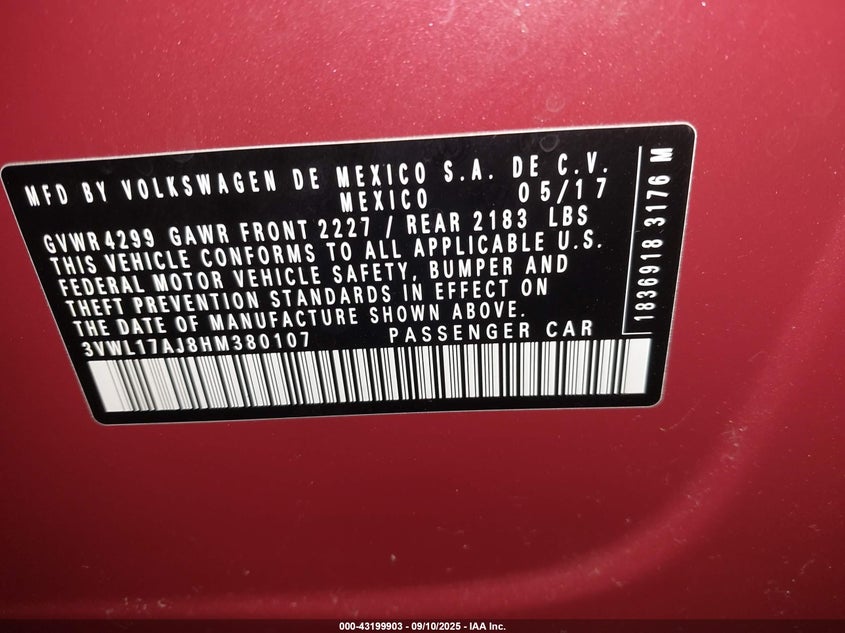 MFD BY VOLKSWAGEN DE MEXICO S.A. DE C.V.
MEXICO 05/17
GVWR 4299 GAWR FRONT 2227 / REAR 2183 LBS
THIS VEHICLE CONFORMS TO ALL APPLICABLE U.S.
FEDERAL MOTOR VEHICLE SAFETY, BUMPER AND
THEFT PREVENTION STANDARDS IN EFFECT ON
THE DATE OF MANUFACTURE SHOWN ABOVE.
3VWL17AJ8HM380107 PASSENGER CAR
1836918 3176 M
000-43199903 - 09/10/2025 - IAA Inc.